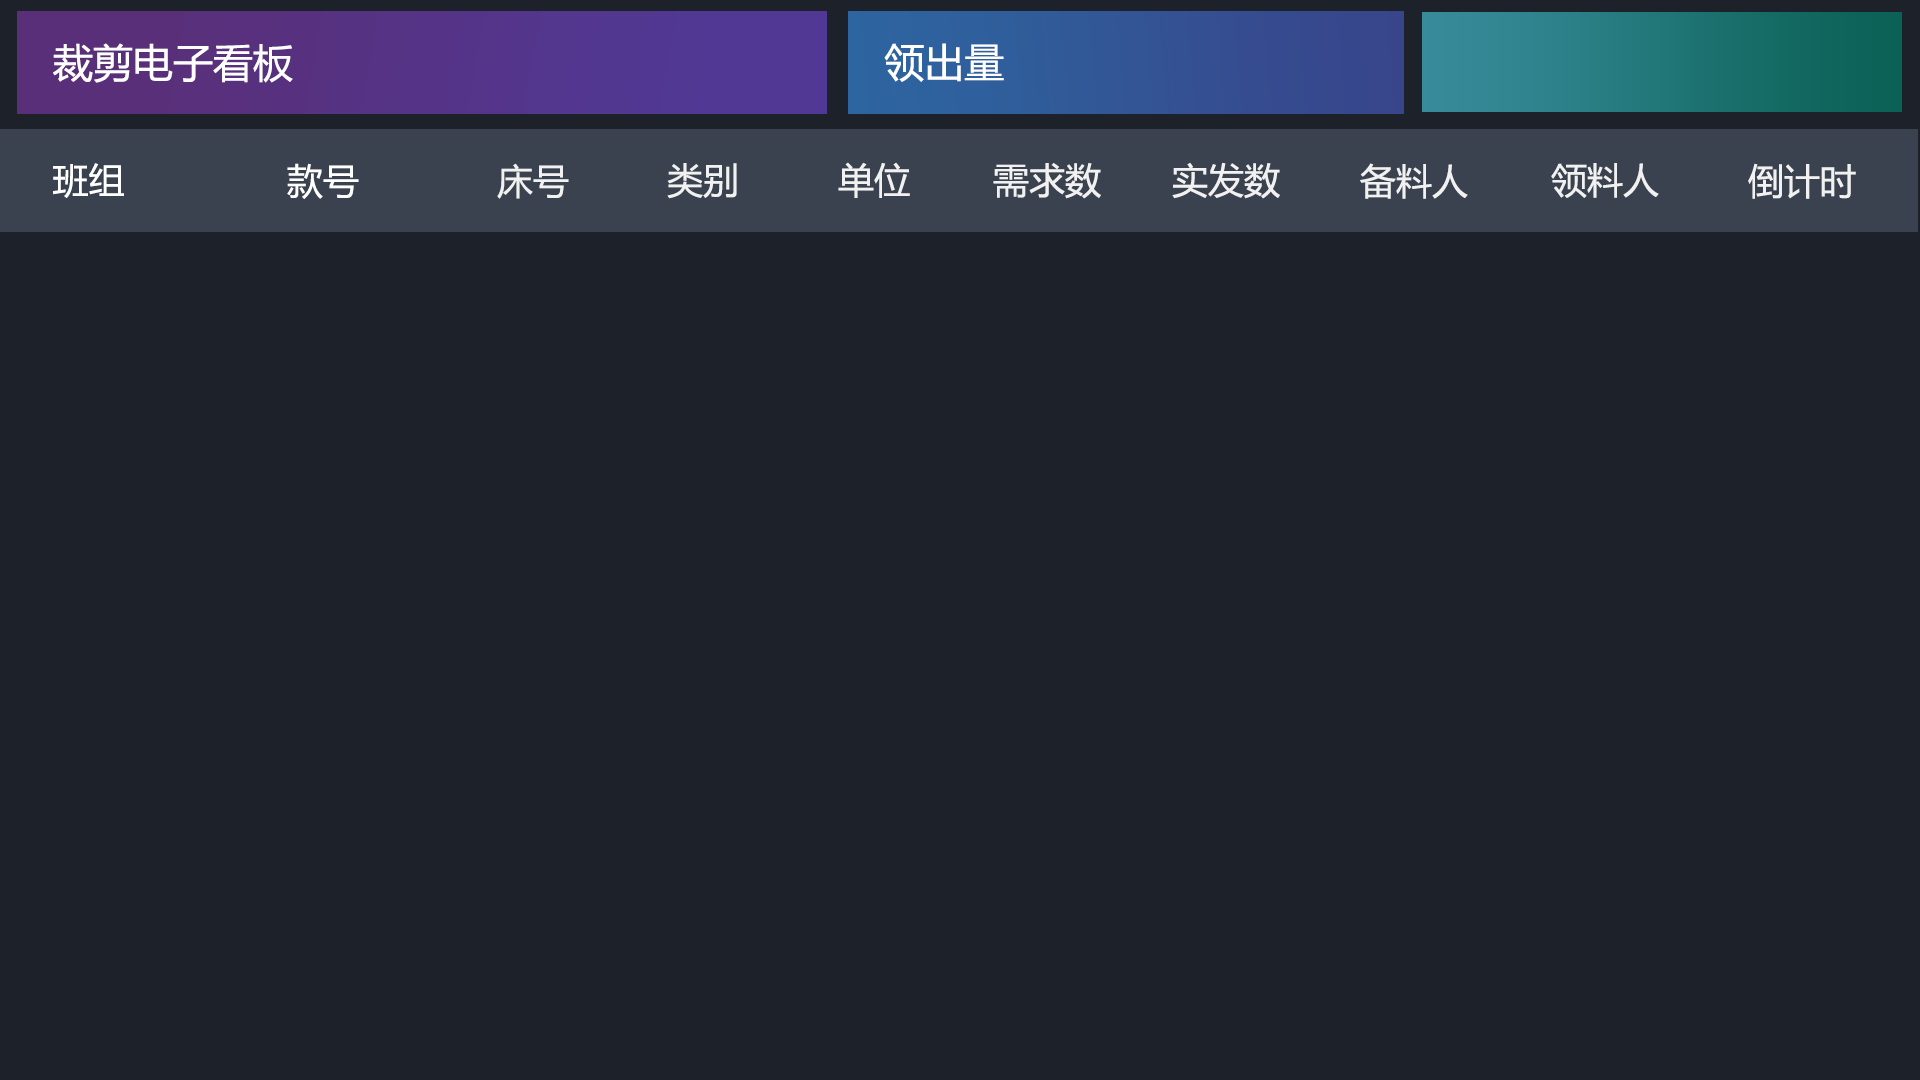 裁剪电子看板 领出量
班组 款号 床号 类别 单位 需求数 实发数 备料人 领料人 倒计时